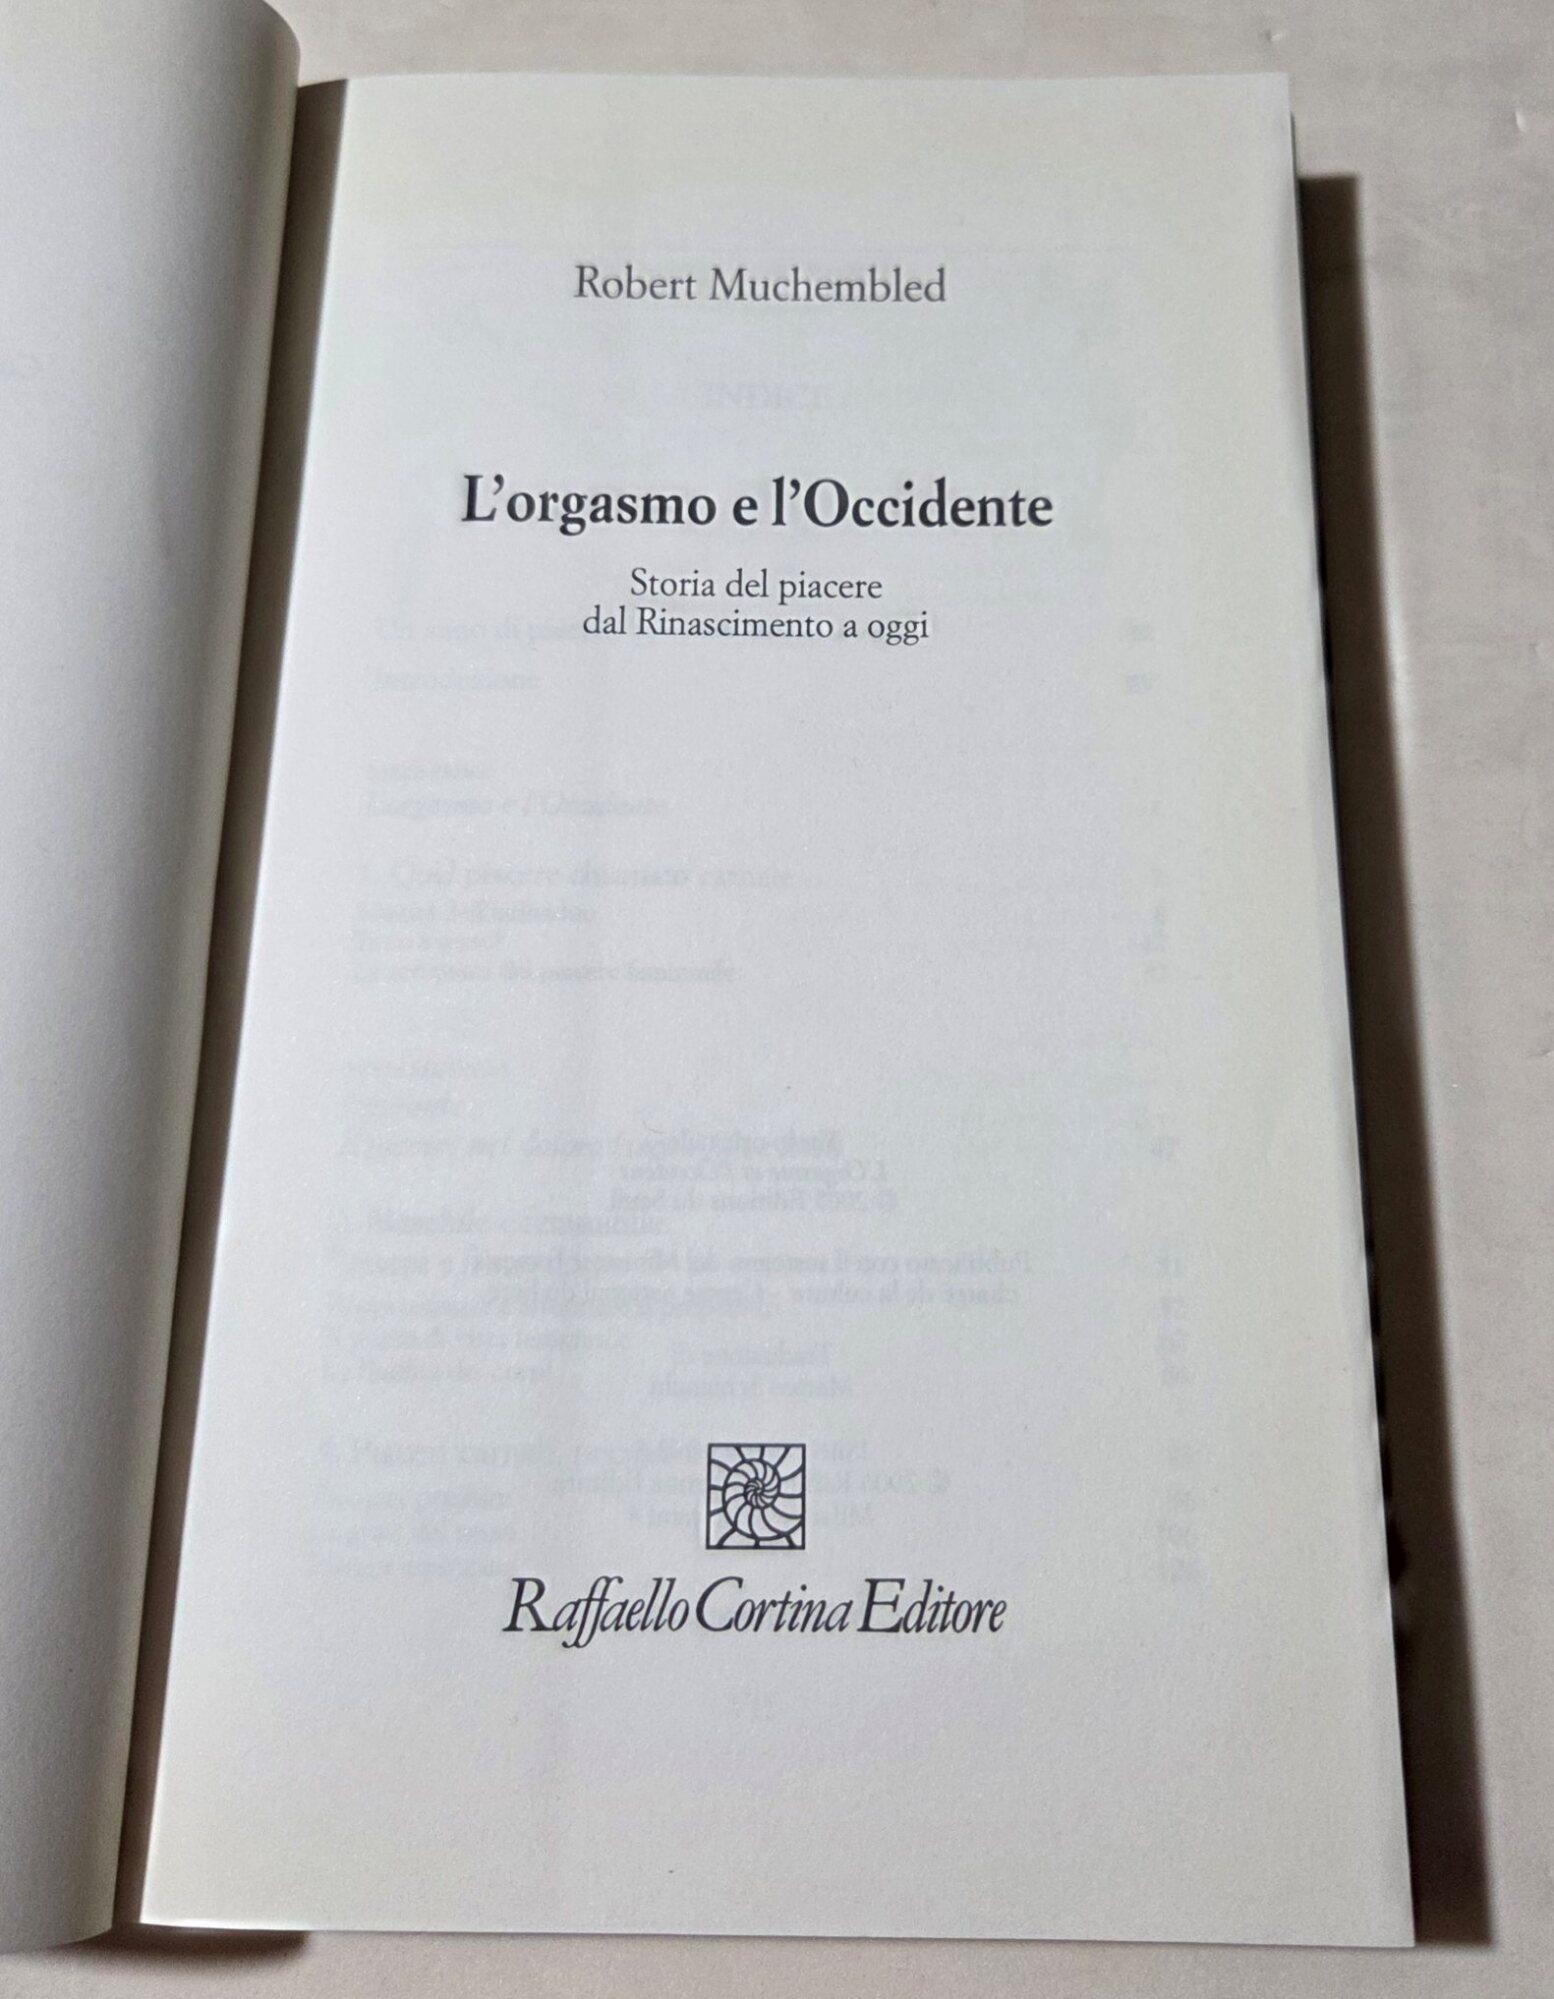 Robert Muchembled
L'orgasmo e l'Occidente
Storia del piacere
dal Rinascimento a oggi
Raffaello Cortina Editore